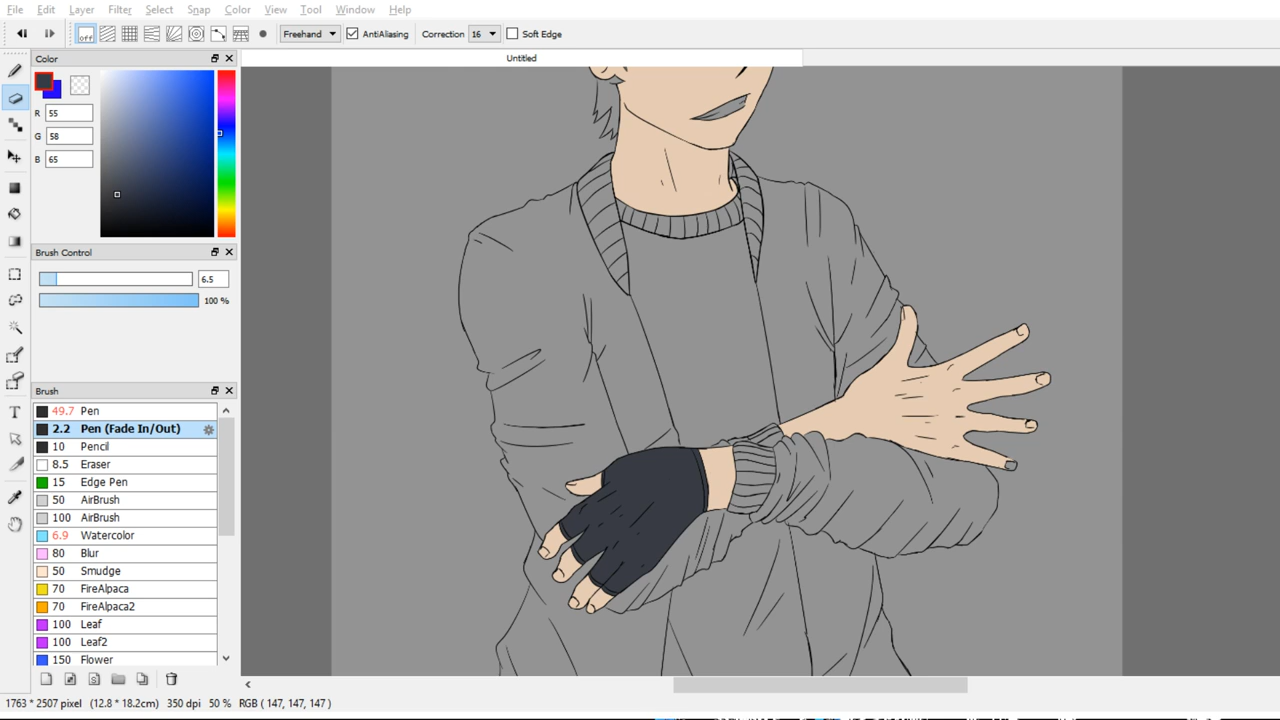 File Edit Layer Filter Select Snap Color View Tool Window Help
off Freehand AntiAliasing Correction 16 Soft Edge
Color
Untitled
R 55
G 58
B 65
Brush Control
6.5
100 %
Brush
49.7 Pen
2.2 Pen (Fade In/Out)
10 Pencil
8.5 Eraser
15 Edge Pen
50 AirBrush
100 AirBrush
6.9 Watercolor
80 Blur
50 Smudge
70 FireAlpaca
70 FireAlpaca2
100 Leaf
100 Leaf2
150 Flower
T
1763 * 2507 pixel (12.8 * 18.2cm) 350 dpi 50 % RGB ( 147, 147, 147 )